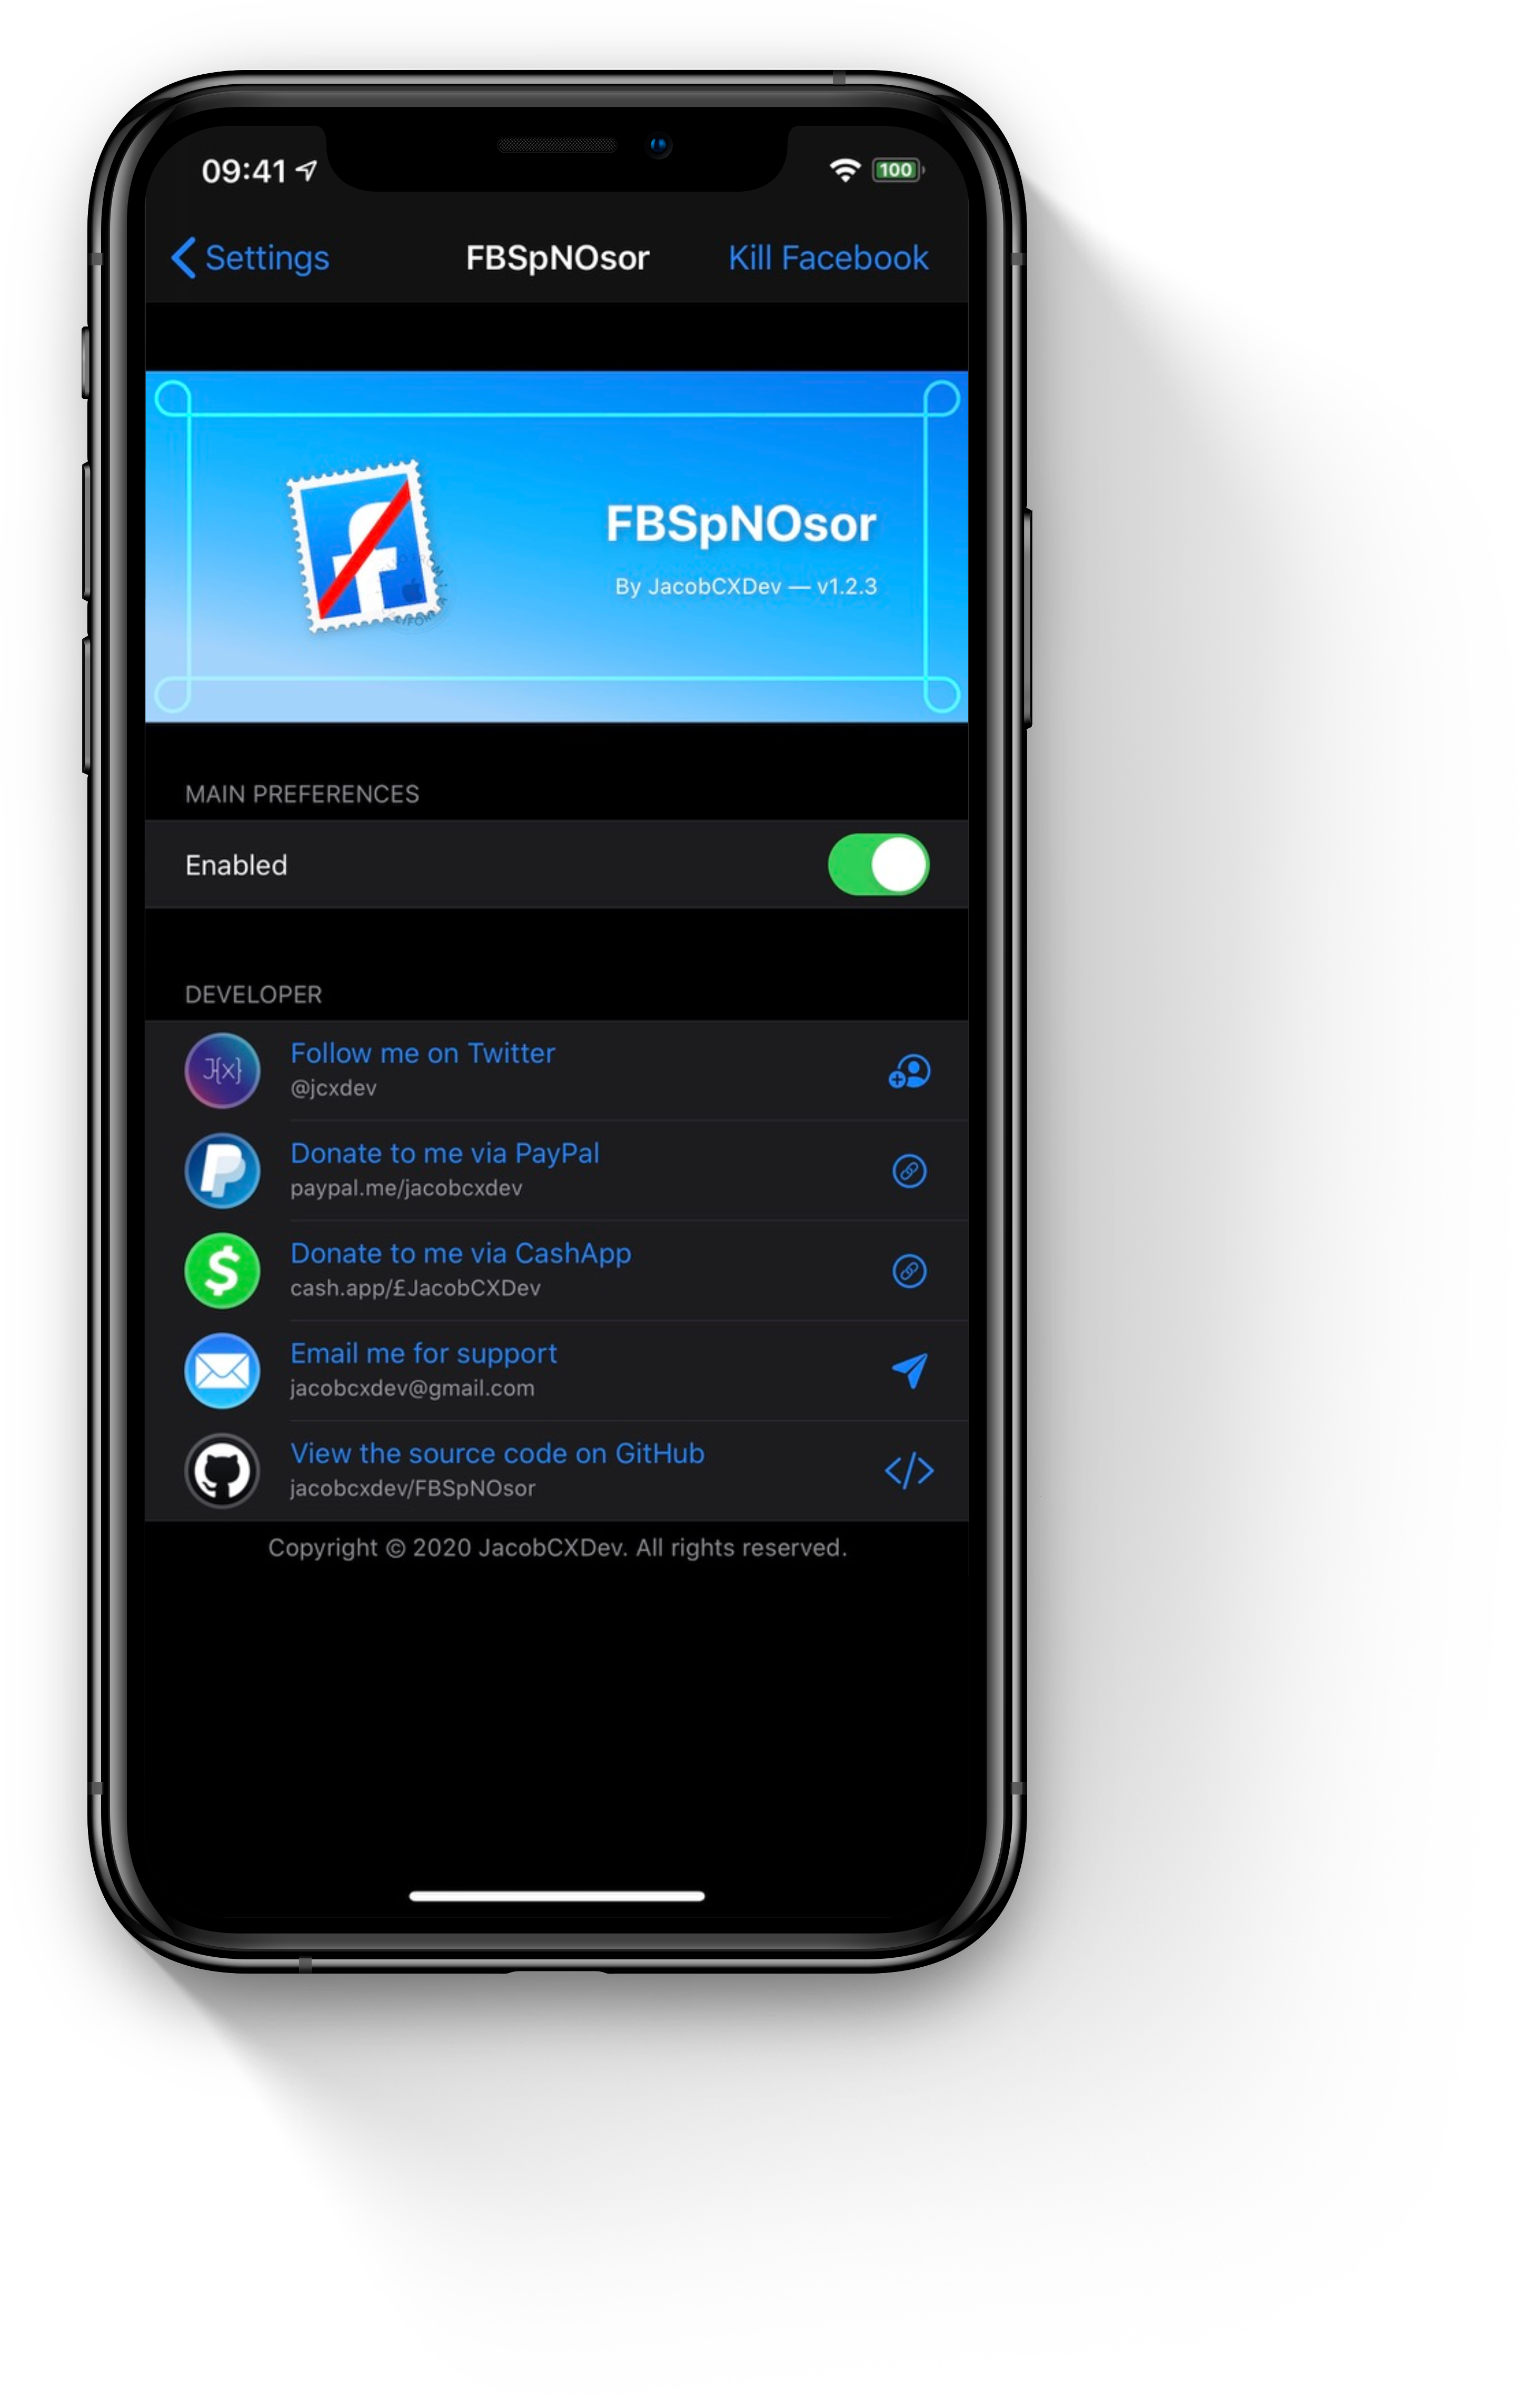 09:41
100
Settings
FBSpNOsor
Kill Facebook
FBSpNOsor
By JacobCXDev — v1.2.3
MAIN PREFERENCES
Enabled
DEVELOPER
J{x}
Follow me on Twitter
@jcxdev
Donate to me via PayPal
paypal.me/jacobcxdev
Donate to me via CashApp
cash.app/£JacobCXDev
Email me for support
jacobcxdev@gmail.com
View the source code on GitHub
jacobcxdev/FBSpNOsor
Copyright © 2020 JacobCXDev. All rights reserved.